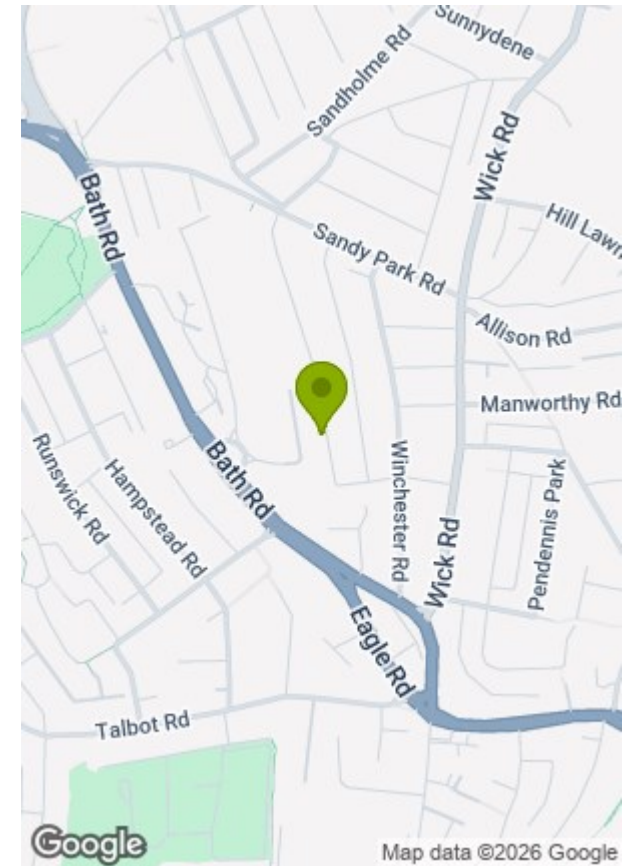 Sunnydene
Sandholme Rd
Wick Rd
Bath Rd
Hill Lawn
Sandy Park Rd
Allison Rd
Manworthy Rd
Runswick Rd
Hampstead Rd
Bath Rd
Winchester Rd
Pendennis Park
Wick Rd
Eagle Rd
Talbot Rd
Google
Map data ©2026 Google